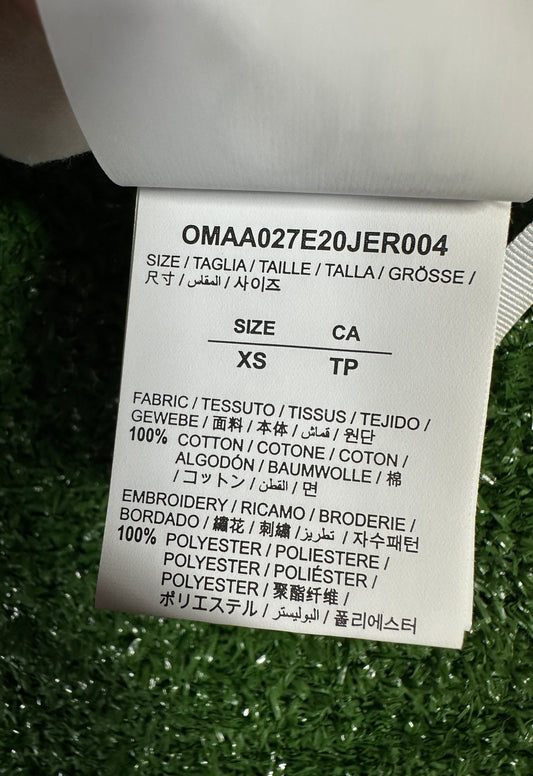 OMAA027E20JER004
SIZE / TAGLIA / TAILLE / TALLA / GRÖSSE /
尺寸 / المقاس / 사이즈
SIZE CA
XS TP
FABRIC / TESSUTO / TISSUS / TEJIDO /
GEWEBE / 面料 / 本体 / قماش / 원단
100% COTTON / COTONE / COTON /
ALGODÓN / BAUMWOLLE / 棉
/ コットン / القطن / 면
EMBROIDERY / RICAMO / BRODERIE /
BORDADO / 繡花 / 刺繡 / تطريز / 자수패턴
100% POLYESTER / POLIESTERE /
POLYESTER / POLIÉSTER /
POLYESTER / 聚酯纤维 /
ポリエステル / البوليستر / 폴리에스터